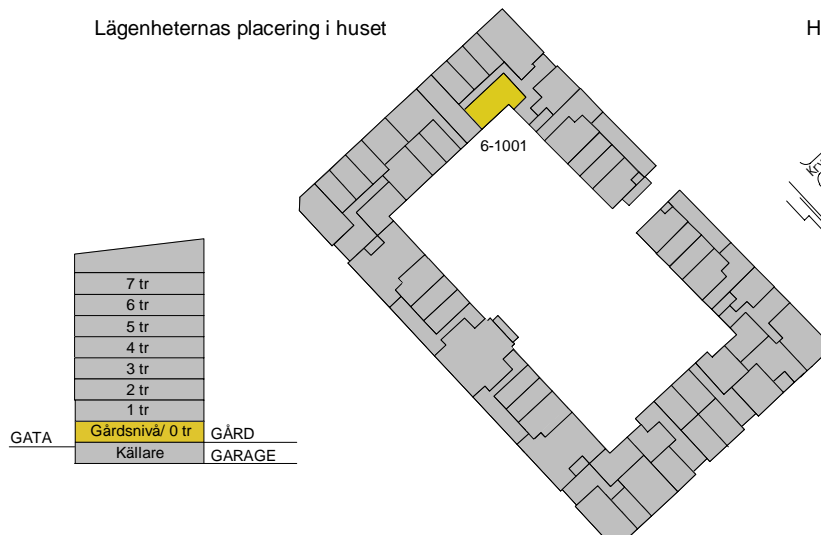 Lägenheternas placering i huset
H
6-1001
7 tr
6 tr
5 tr
4 tr
3 tr
2 tr
1 tr
GATA
Gårdsnivå/ 0 tr
GÅRD
Källare
GARAGE